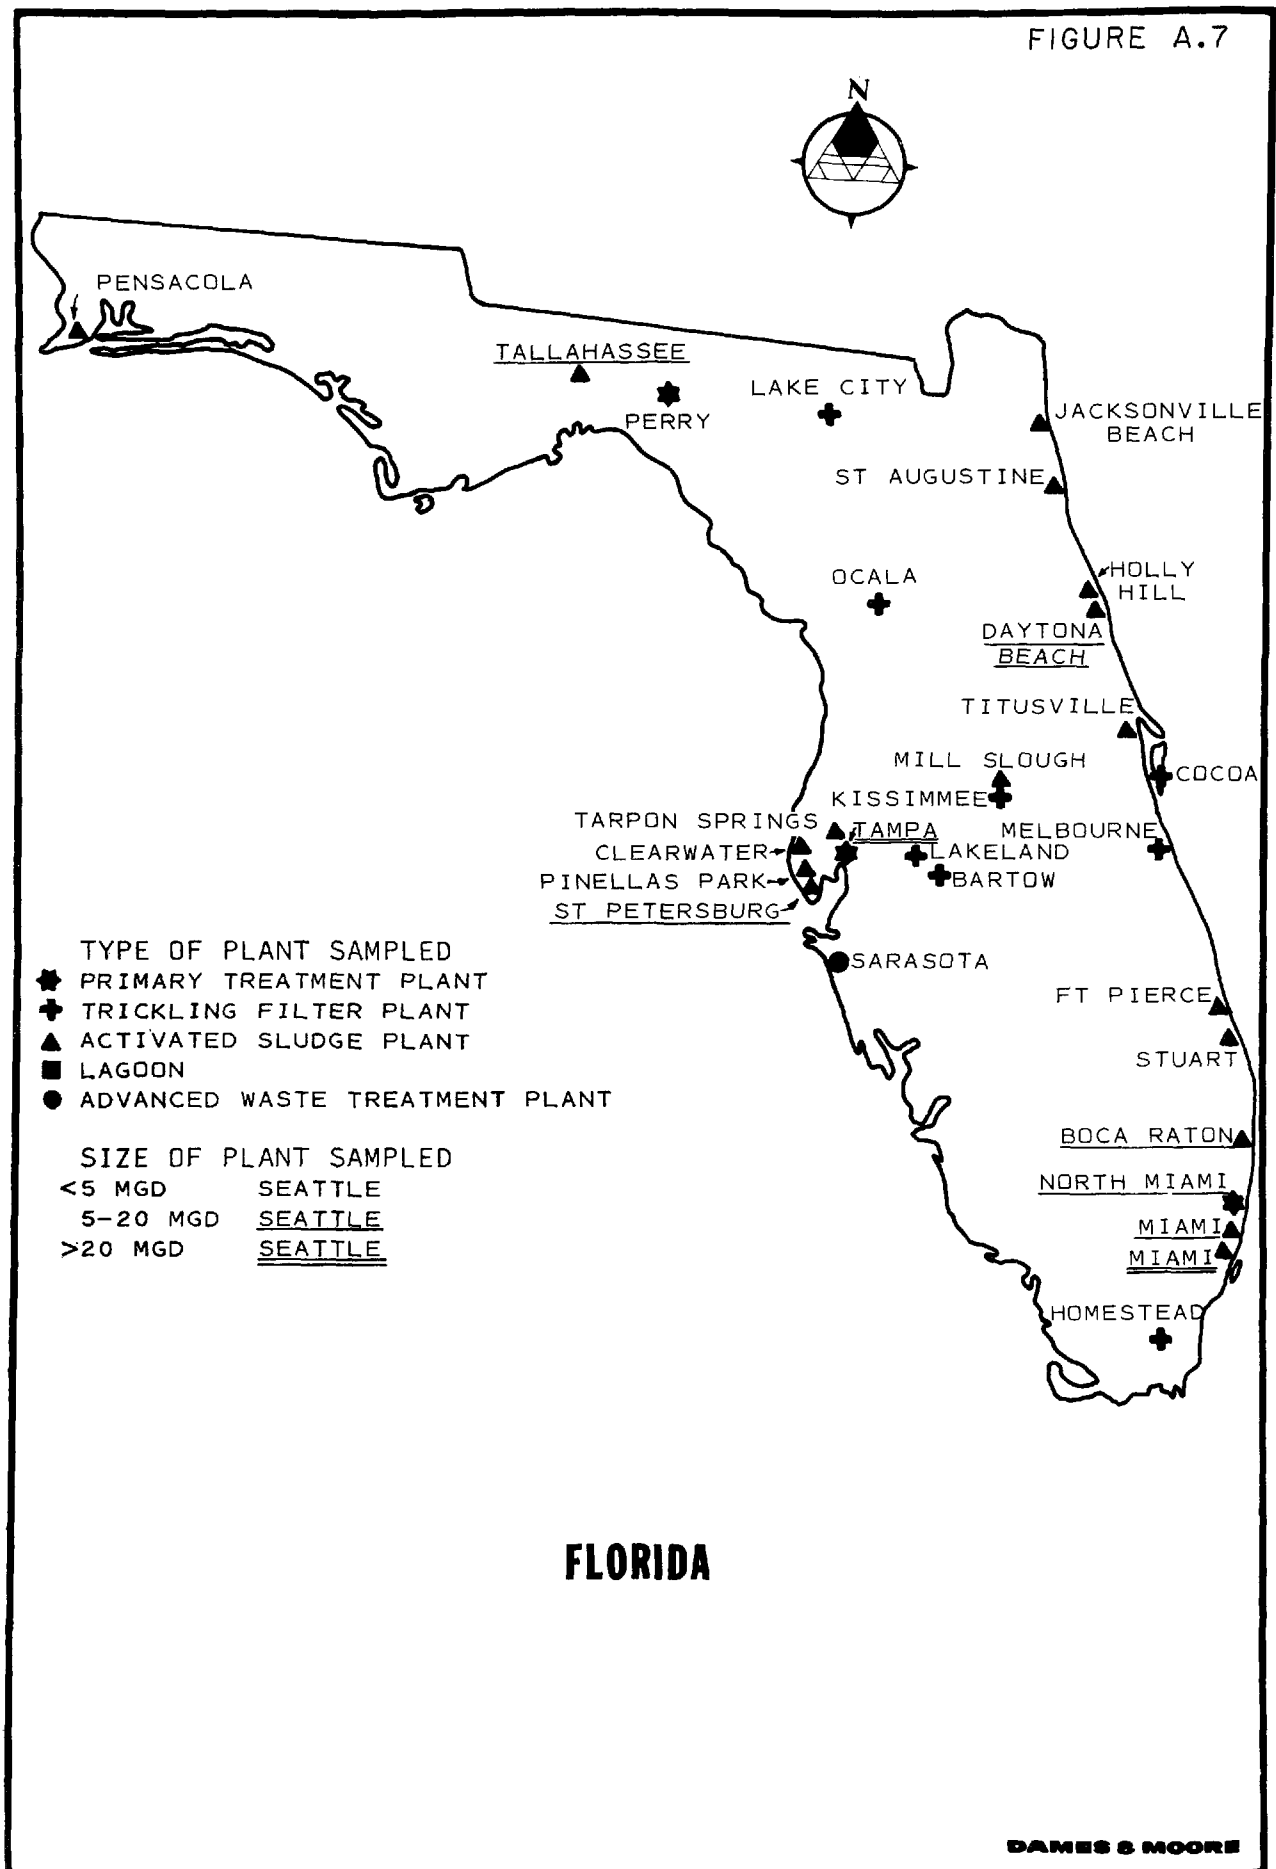 FIGURE A.7
N
PENSACOLA
TALLAHASSEE
PERRY
LAKE CITY
JACKSONVILLE
BEACH
ST AUGUSTINE
OCALA
HOLLY
HILL
DAYTONA
BEACH
TITUSVILLE
MILL SLOUGH
COCOA
KISSIMMEE
TARPON SPRINGS
TAMPA
MELBOURNE
CLEARWATER
LAKELAND
PINELLAS PARK
BARTOW
ST PETERSBURG
SARASOTA
FT PIERCE
STUART
BOCA RATON
NORTH MIAMI
MIAMI
MIAMI
HOMESTEAD
TYPE OF PLANT SAMPLED
PRIMARY TREATMENT PLANT
TRICKLING FILTER PLANT
ACTIVATED SLUDGE PLANT
LAGOON
ADVANCED WASTE TREATMENT PLANT
SIZE OF PLANT SAMPLED
<5 MGD SEATTLE
5-20 MGD SEATTLE
>20 MGD SEATTLE
FLORIDA
DAMES & MOORE